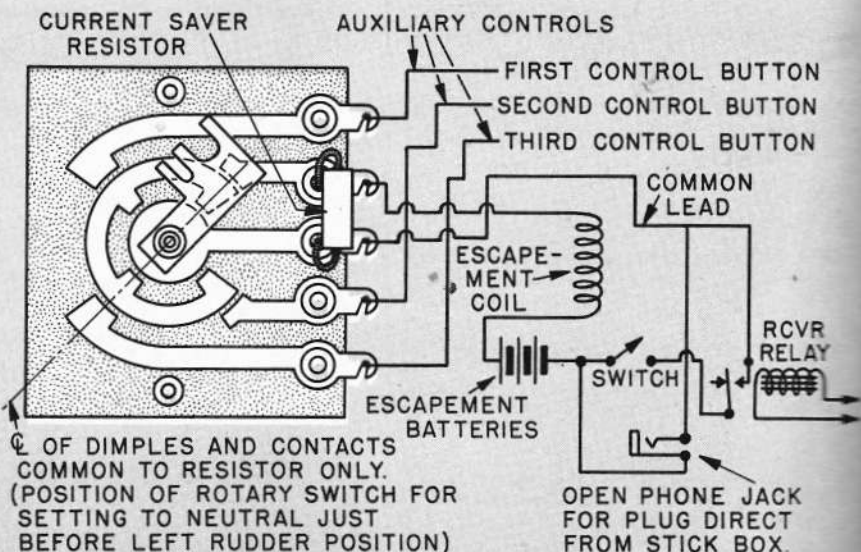 CURRENT SAVER
RESISTOR
AUXILIARY CONTROLS
FIRST CONTROL BUTTON
SECOND CONTROL BUTTON
THIRD CONTROL BUTTON
COMMON
LEAD
ESCAPE-
MENT
COIL
RCVR
RELAY
SWITCH
ESCAPEMENT
BATTERIES
℄ OF DIMPLES AND CONTACTS
COMMON TO RESISTOR ONLY.
(POSITION OF ROTARY SWITCH FOR
SETTING TO NEUTRAL JUST
BEFORE LEFT RUDDER POSITION)
OPEN PHONE JACK
FOR PLUG DIRECT
FROM STICK BOX